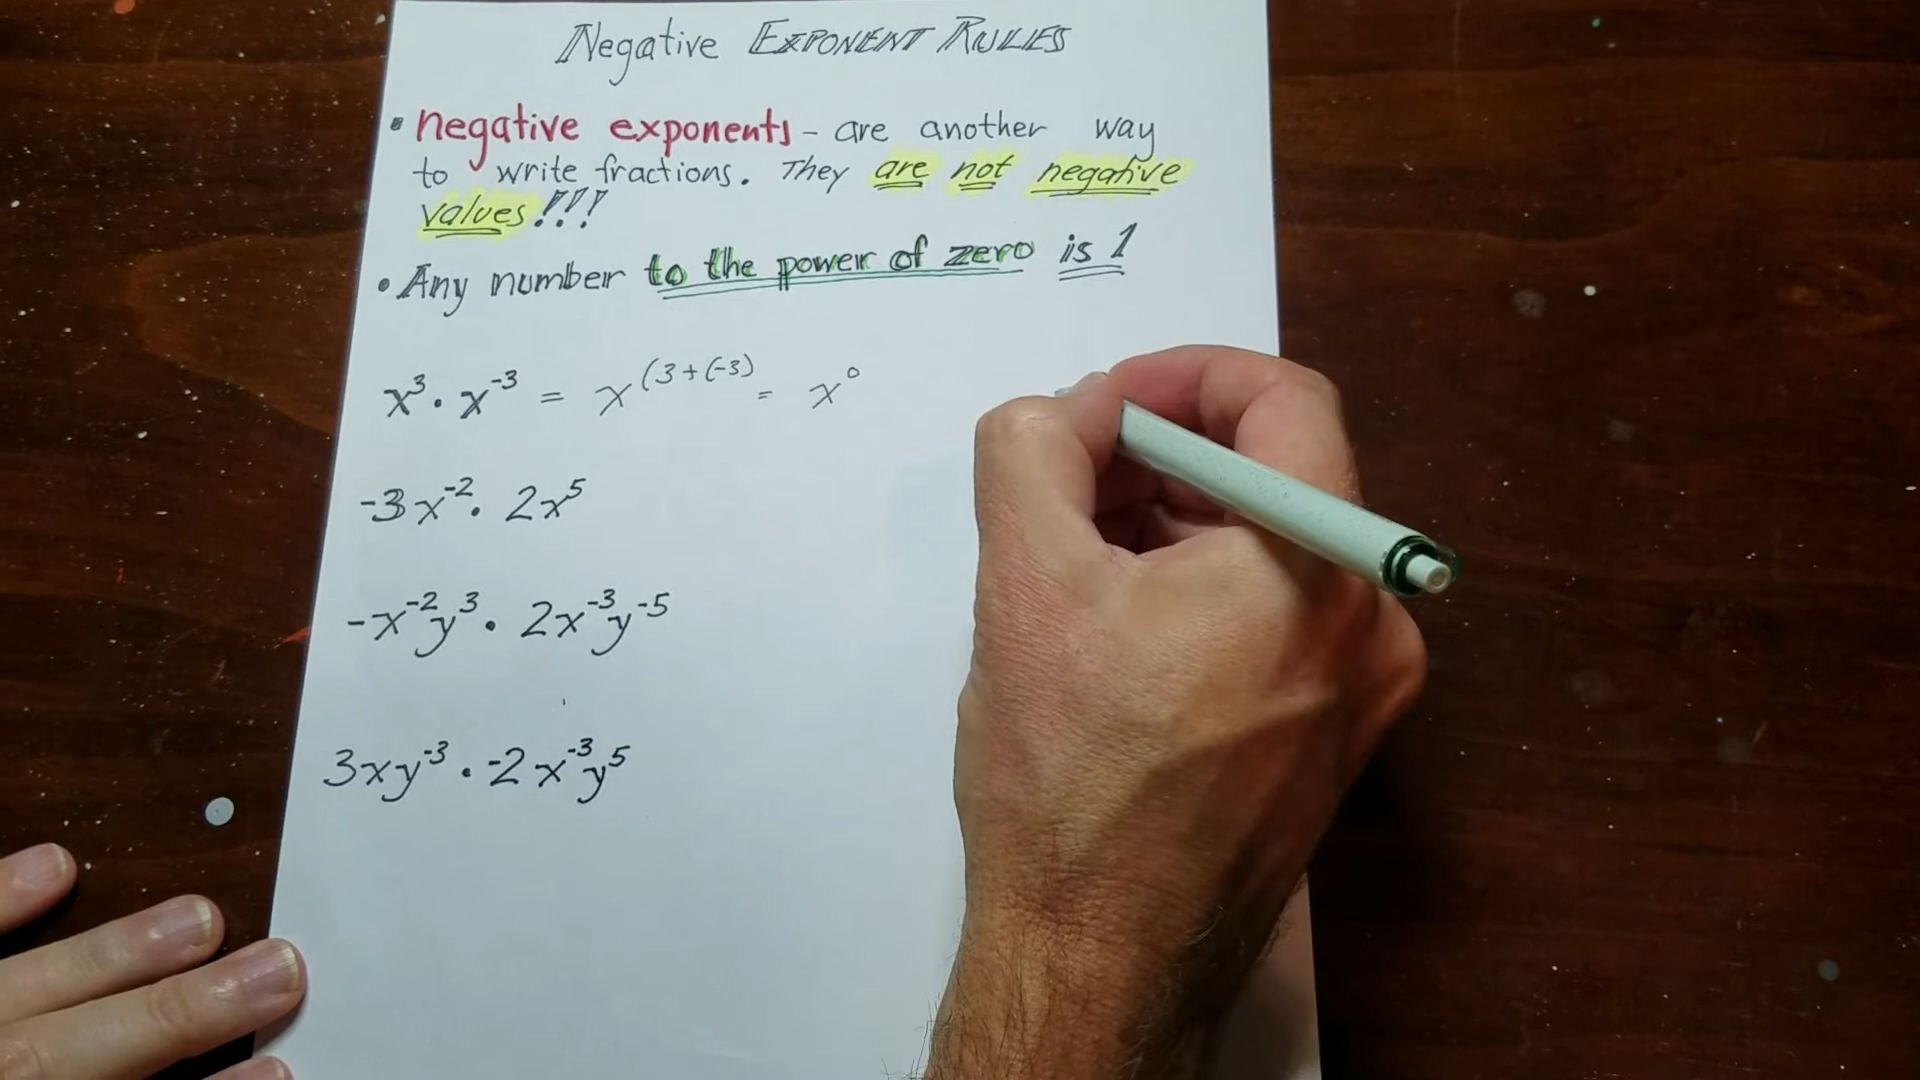 Negative EXPONENT RULES
• negative exponents - are another way
to write fractions. They are not negative
values!!!
• Any number to the power of zero is 1
x³ · x⁻³ = x⁽³⁺⁽⁻³⁾ = x⁰
-3x⁻² · 2x⁵
-x⁻²y³ · 2x⁻³y⁻⁵
3xy⁻³ · -2x⁻³y⁵